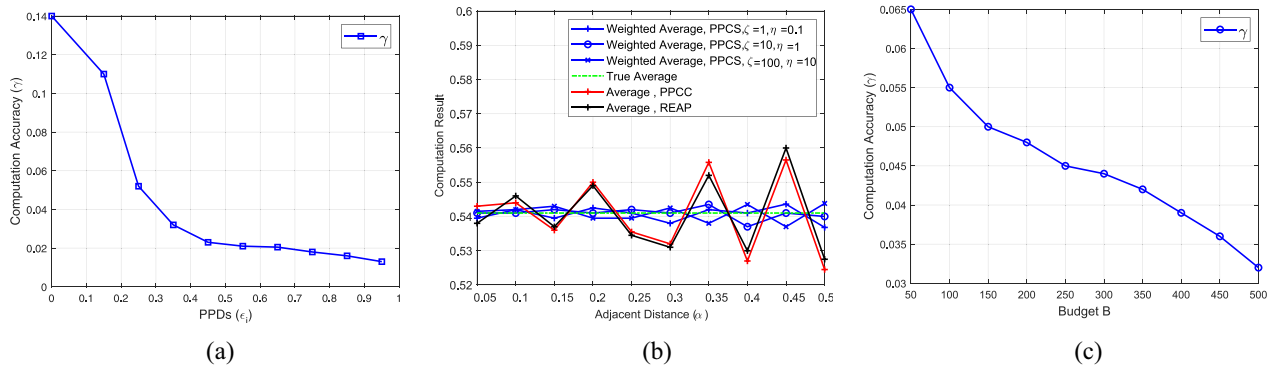 0.14
0.12
0.1
0.08
0.06
0.04
0.02
0
Computation Accuracy (γ)
γ
0 0.1 0.2 0.3 0.4 0.5 0.6 0.7 0.8 0.9 1
PPDs (ϵi)
(a)
0.6
0.59
0.58
0.57
0.56
0.55
0.54
0.53
0.52
Computation Result
Weighted Average, PPCS,ζ=1,η=0.1
Weighted Average, PPCS,ζ=10,η=1
Weighted Average, PPCS, ζ=100, η=10
True Average
Average , PPCC
Average , REAP
0.05 0.1 0.15 0.2 0.25 0.3 0.35 0.4 0.45 0.5
Adjacent Distance (α)
(b)
0.065
0.06
0.055
0.05
0.045
0.04
0.035
0.03
Computation Accuracy (γ)
γ
50 100 150 200 250 300 350 400 450 500
Budget B
(c)